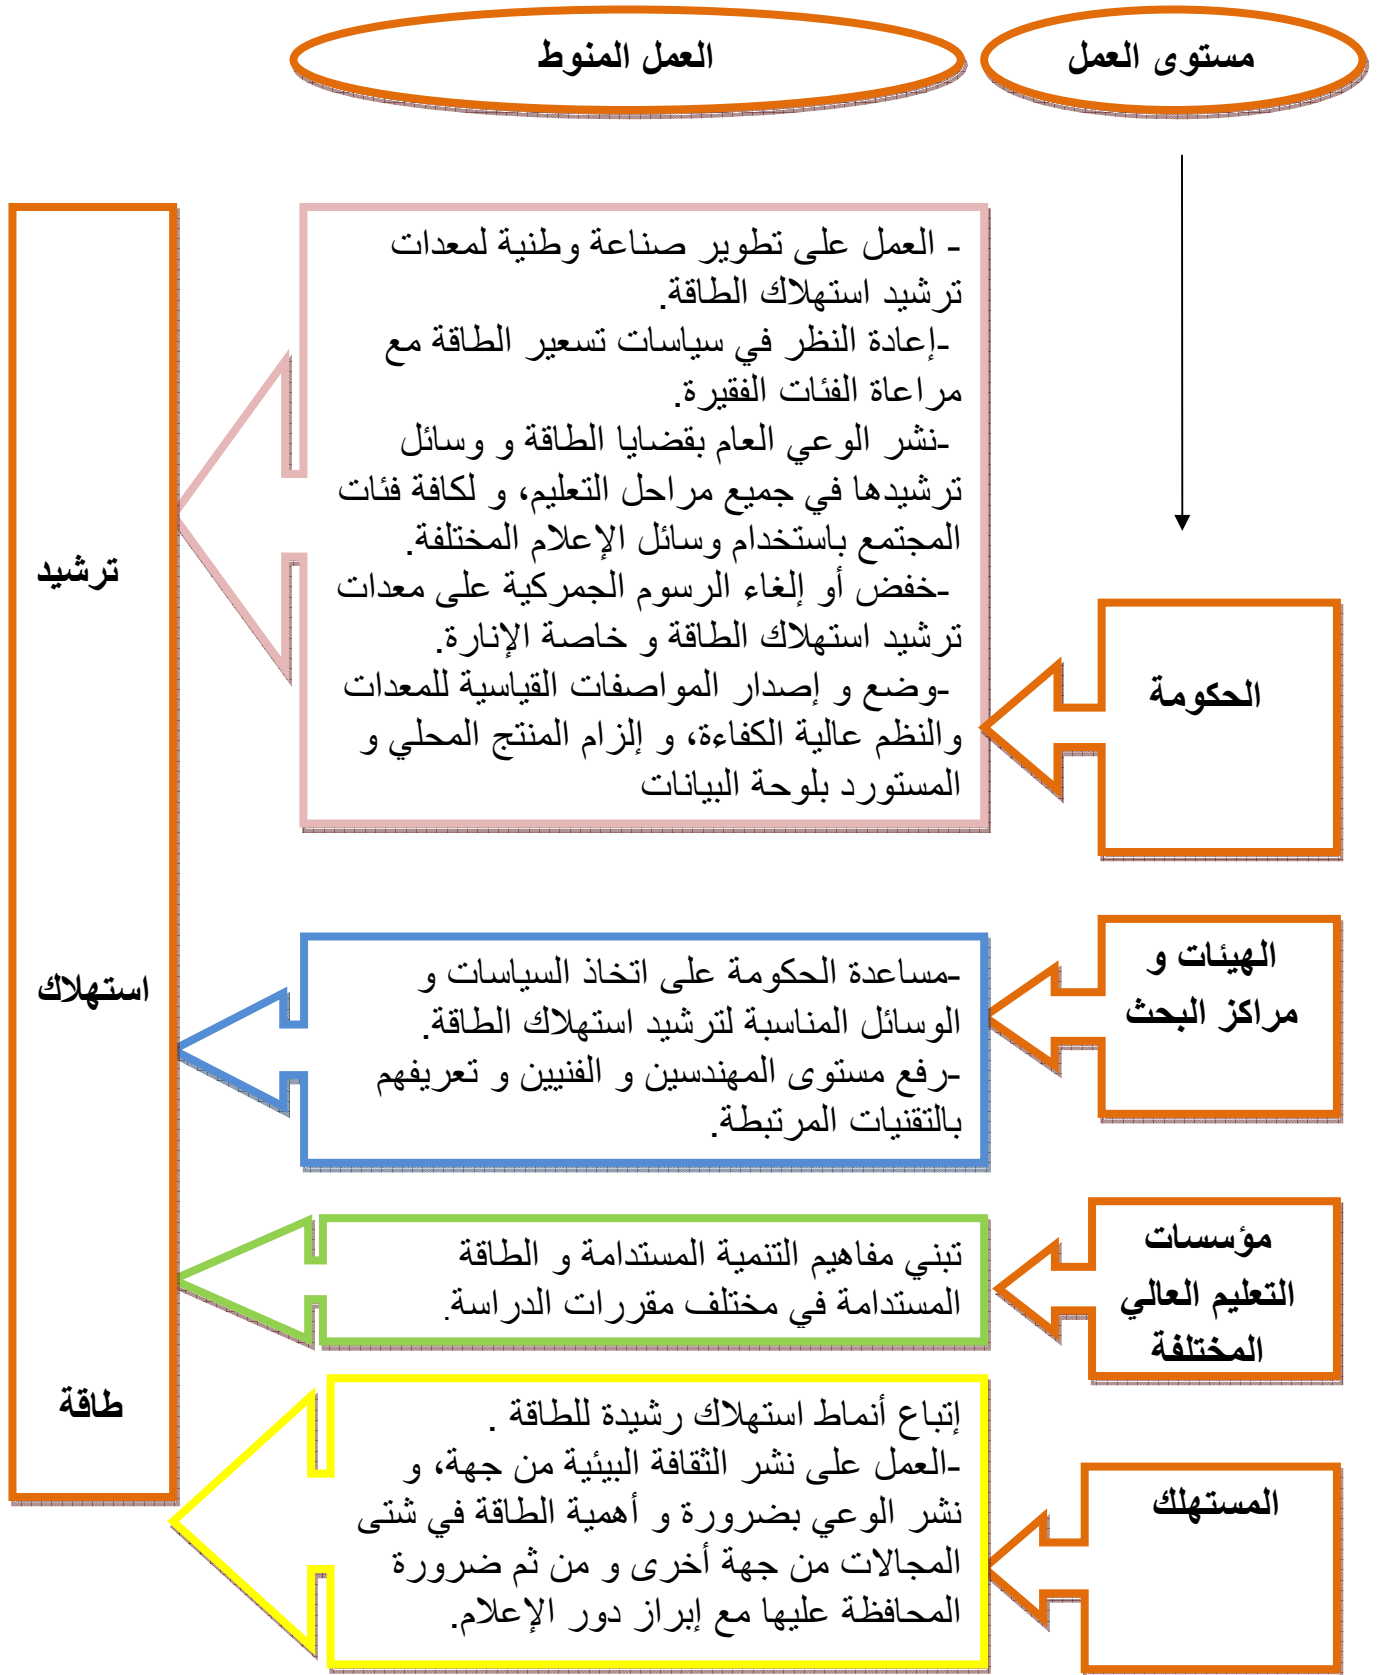 مستوى العمل
العمل المنوط
الحكومة
- العمل على تطوير صناعة وطنية لمعدات
ترشيد استهلاك الطاقة.
-إعادة النظر في سياسات تسعير الطاقة مع
مراعاة الفئات الفقيرة.
-نشر الوعي العام بقضايا الطاقة و وسائل
ترشيدها في جميع مراحل التعليم، و لكافة فئات
المجتمع باستخدام وسائل الإعلام المختلفة.
-خفض أو إلغاء الرسوم الجمركية على معدات
ترشيد استهلاك الطاقة و خاصة الإنارة.
-وضع و إصدار المواصفات القياسية للمعدات
والنظم عالية الكفاءة، و إلزام المنتج المحلي و
المستورد بلوحة البيانات
الهيئات و
مراكز البحث
-مساعدة الحكومة على اتخاذ السياسات و
الوسائل المناسبة لترشيد استهلاك الطاقة.
-رفع مستوى المهندسين و الفنيين و تعريفهم
بالتقنيات المرتبطة.
مؤسسات
التعليم العالي
المختلفة
تبني مفاهيم التنمية المستدامة و الطاقة
المستدامة في مختلف مقررات الدراسة.
المستهلك
إتباع أنماط استهلاك رشيدة للطاقة .
-العمل على نشر الثقافة البيئية من جهة، و
نشر الوعي بضرورة و أهمية الطاقة في شتى
المجالات من جهة أخرى و من ثم ضرورة
المحافظة عليها مع إبراز دور الإعلام.
ترشيد
استهلاك
طاقة